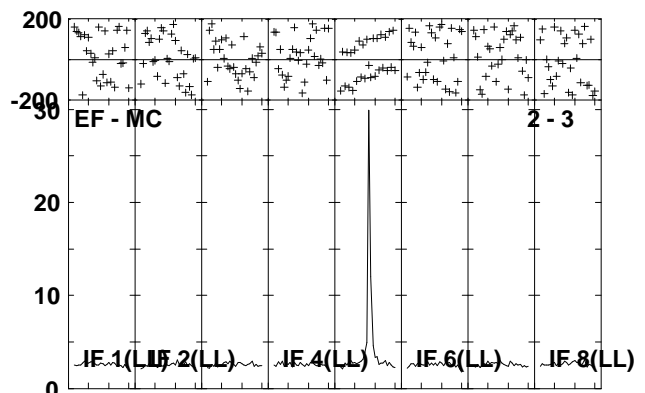 200
-200
30
EF - MC
2 - 3
20
10
IF 1(LL)
IF 2(LL)
IF 4(LL)
IF 6(LL)
IF 8(LL)
0